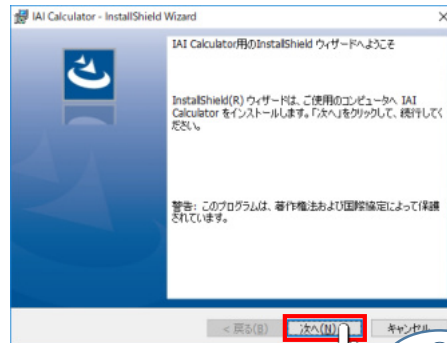 IAI Calculator - InstallShield Wizard
IAI Calculator用のInstallShield ウィザードへようこそ
InstallShield(R) ウィザードは、ご使用のコンピュータへ IAI
Calculator をインストールします。「次へ」をクリックして、続行してく
ださい。
警告: このプログラムは、著作権法および国際協定によって保護
されています。
< 戻る(B)
次へ(N)
キャンセル